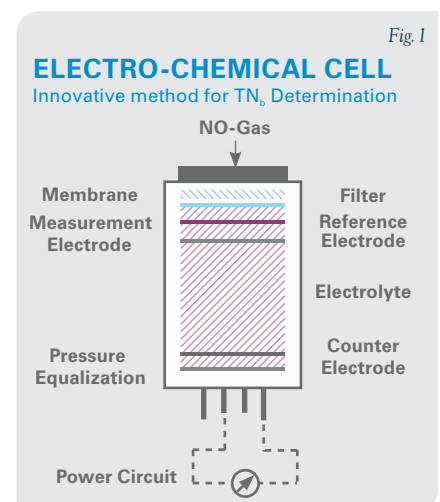 Fig. 1
ELECTRO-CHEMICAL CELL
Innovative method for TNb Determination
NO-Gas
Membrane
Filter
Measurement
Electrode
Reference
Electrode
Electrolyte
Pressure
Equalization
Counter
Electrode
Power Circuit